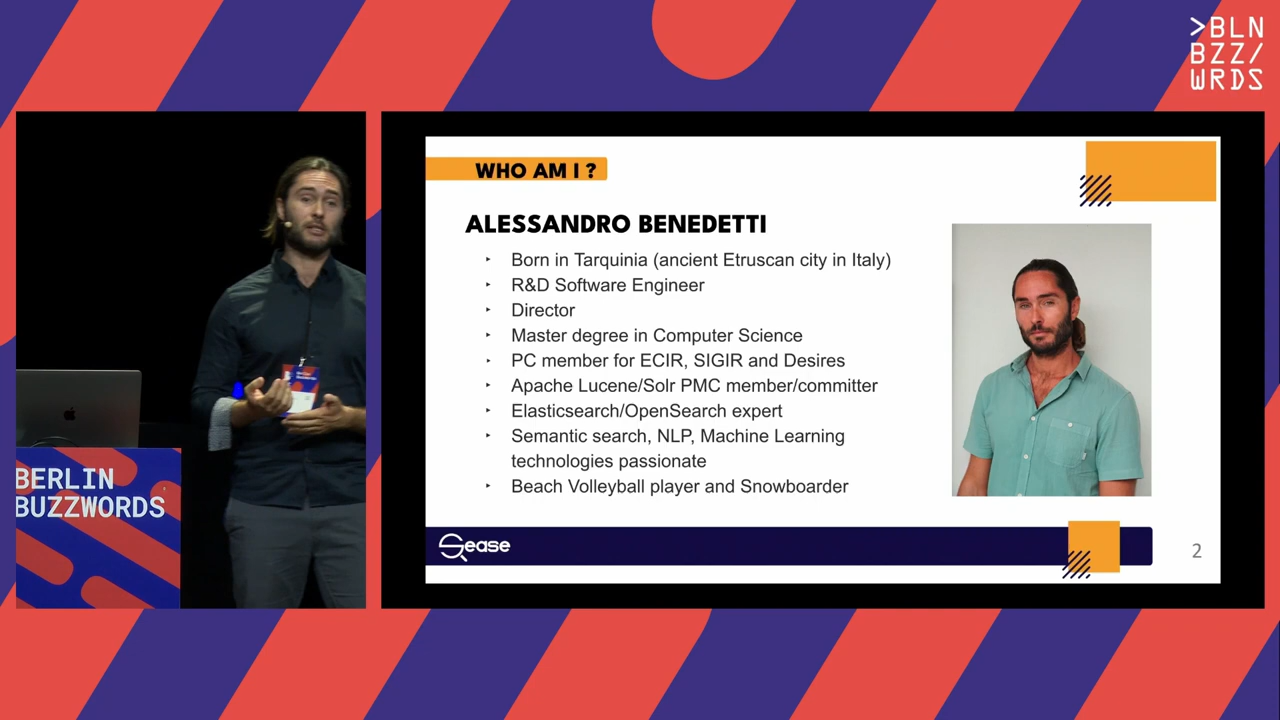 >BLN
BZZ/
WRDS
WHO AM I ?
ALESSANDRO BENEDETTI
‣ Born in Tarquinia (ancient Etruscan city in Italy)
‣ R&D Software Engineer
‣ Director
‣ Master degree in Computer Science
‣ PC member for ECIR, SIGIR and Desires
‣ Apache Lucene/Solr PMC member/committer
‣ Elasticsearch/OpenSearch expert
‣ Semantic search, NLP, Machine Learning
technologies passionate
‣ Beach Volleyball player and Snowboarder
Sease
2
BERLIN
BUZZWORDS